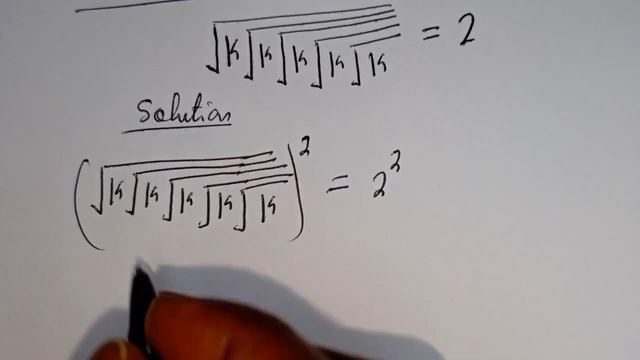 √K√K√K√K√K = 2
Solution
(√K√K√K√K√K)² = 2²